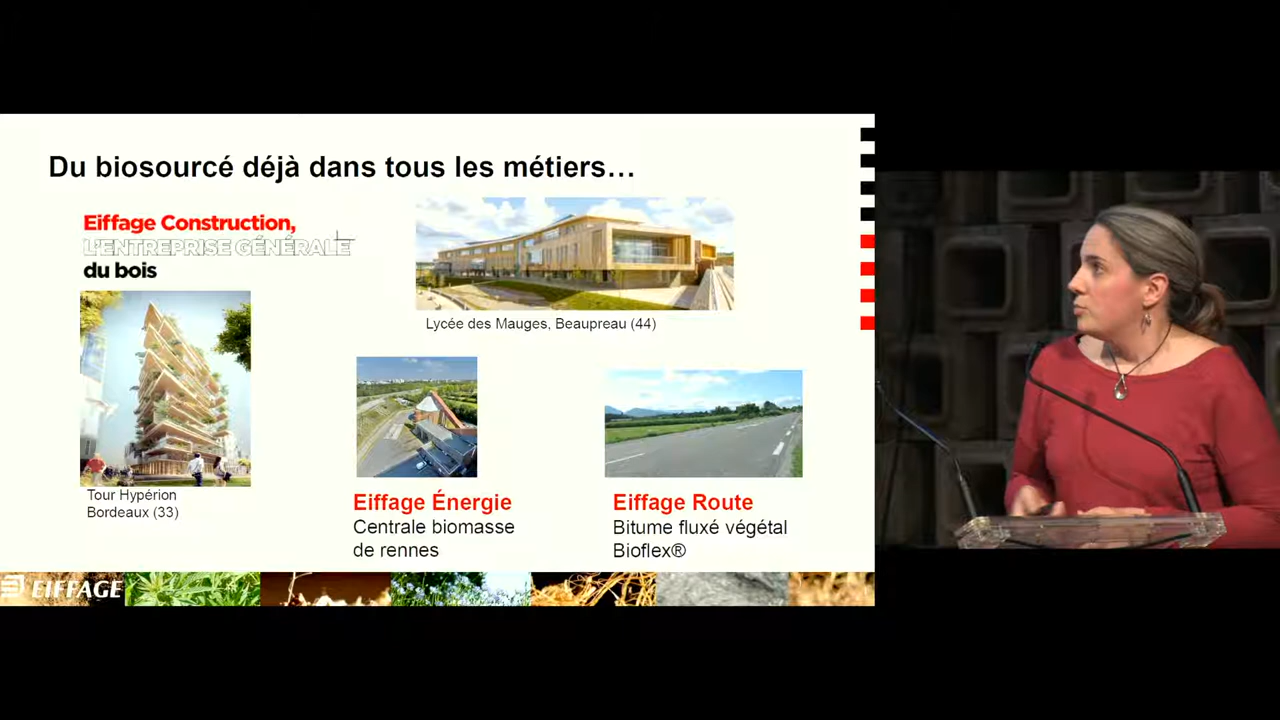 Du biosourcé déjà dans tous les métiers…
Eiffage Construction,
L'ENTREPRISE GÉNÉRALE
du bois
Lycée des Mauges, Beaupreau (44)
Tour Hypérion
Bordeaux (33)
Eiffage Énergie
Centrale biomasse
de rennes
Eiffage Route
Bitume fluxé végétal
Bioflex®
EIFFAGE